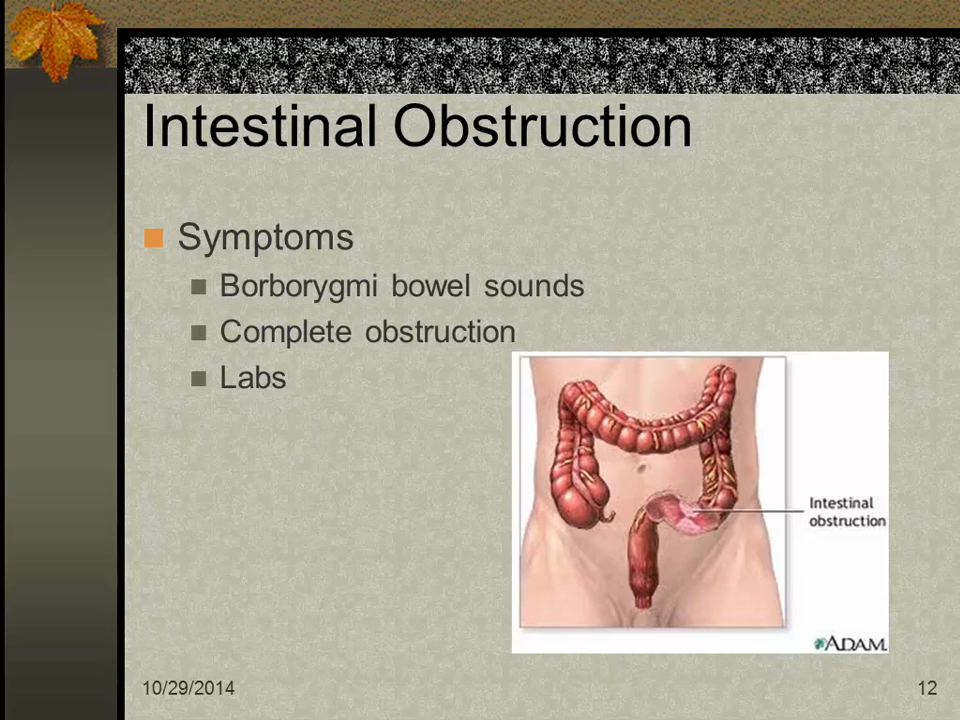 Intestinal Obstruction
Symptoms
Borborygmi bowel sounds
Complete obstruction
Labs
Intestinal
obstruction
ADAM.
10/29/2014
12